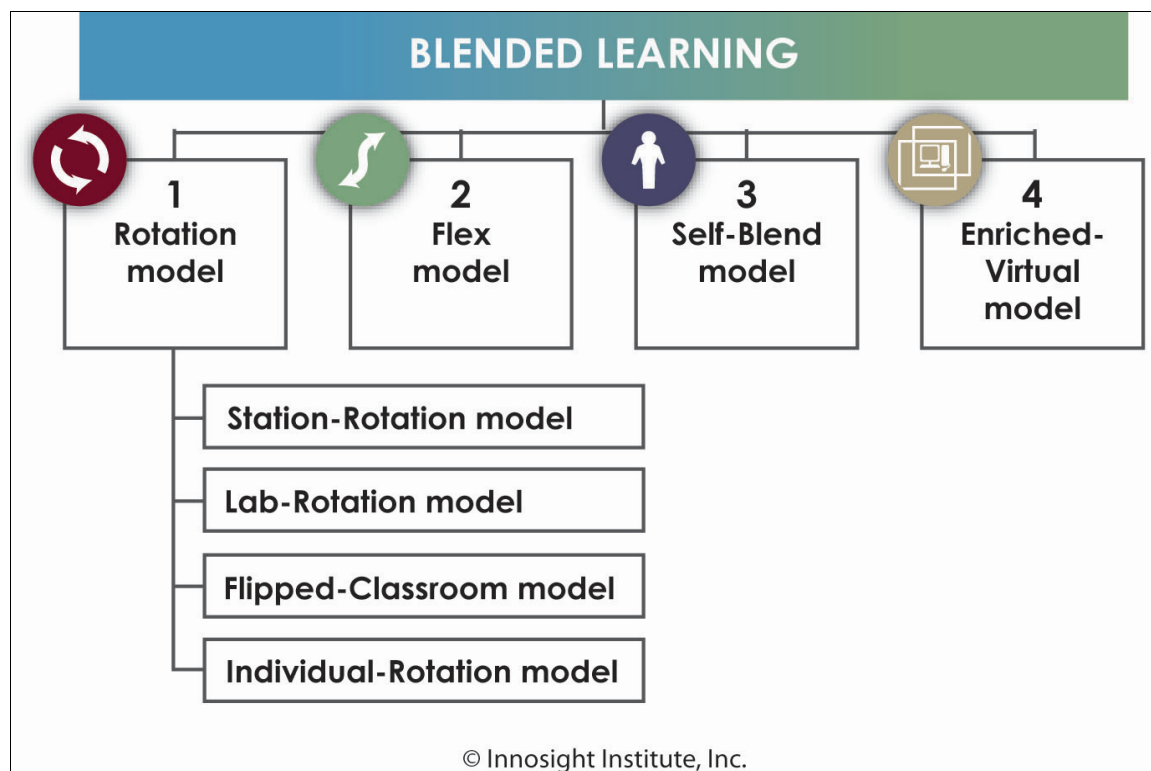 BLENDED LEARNING
1
Rotation
model
2
Flex
model
3
Self-Blend
model
4
Enriched-
Virtual
model
Station-Rotation model
Lab-Rotation model
Flipped-Classroom model
Individual-Rotation model
© Innosight Institute, Inc.